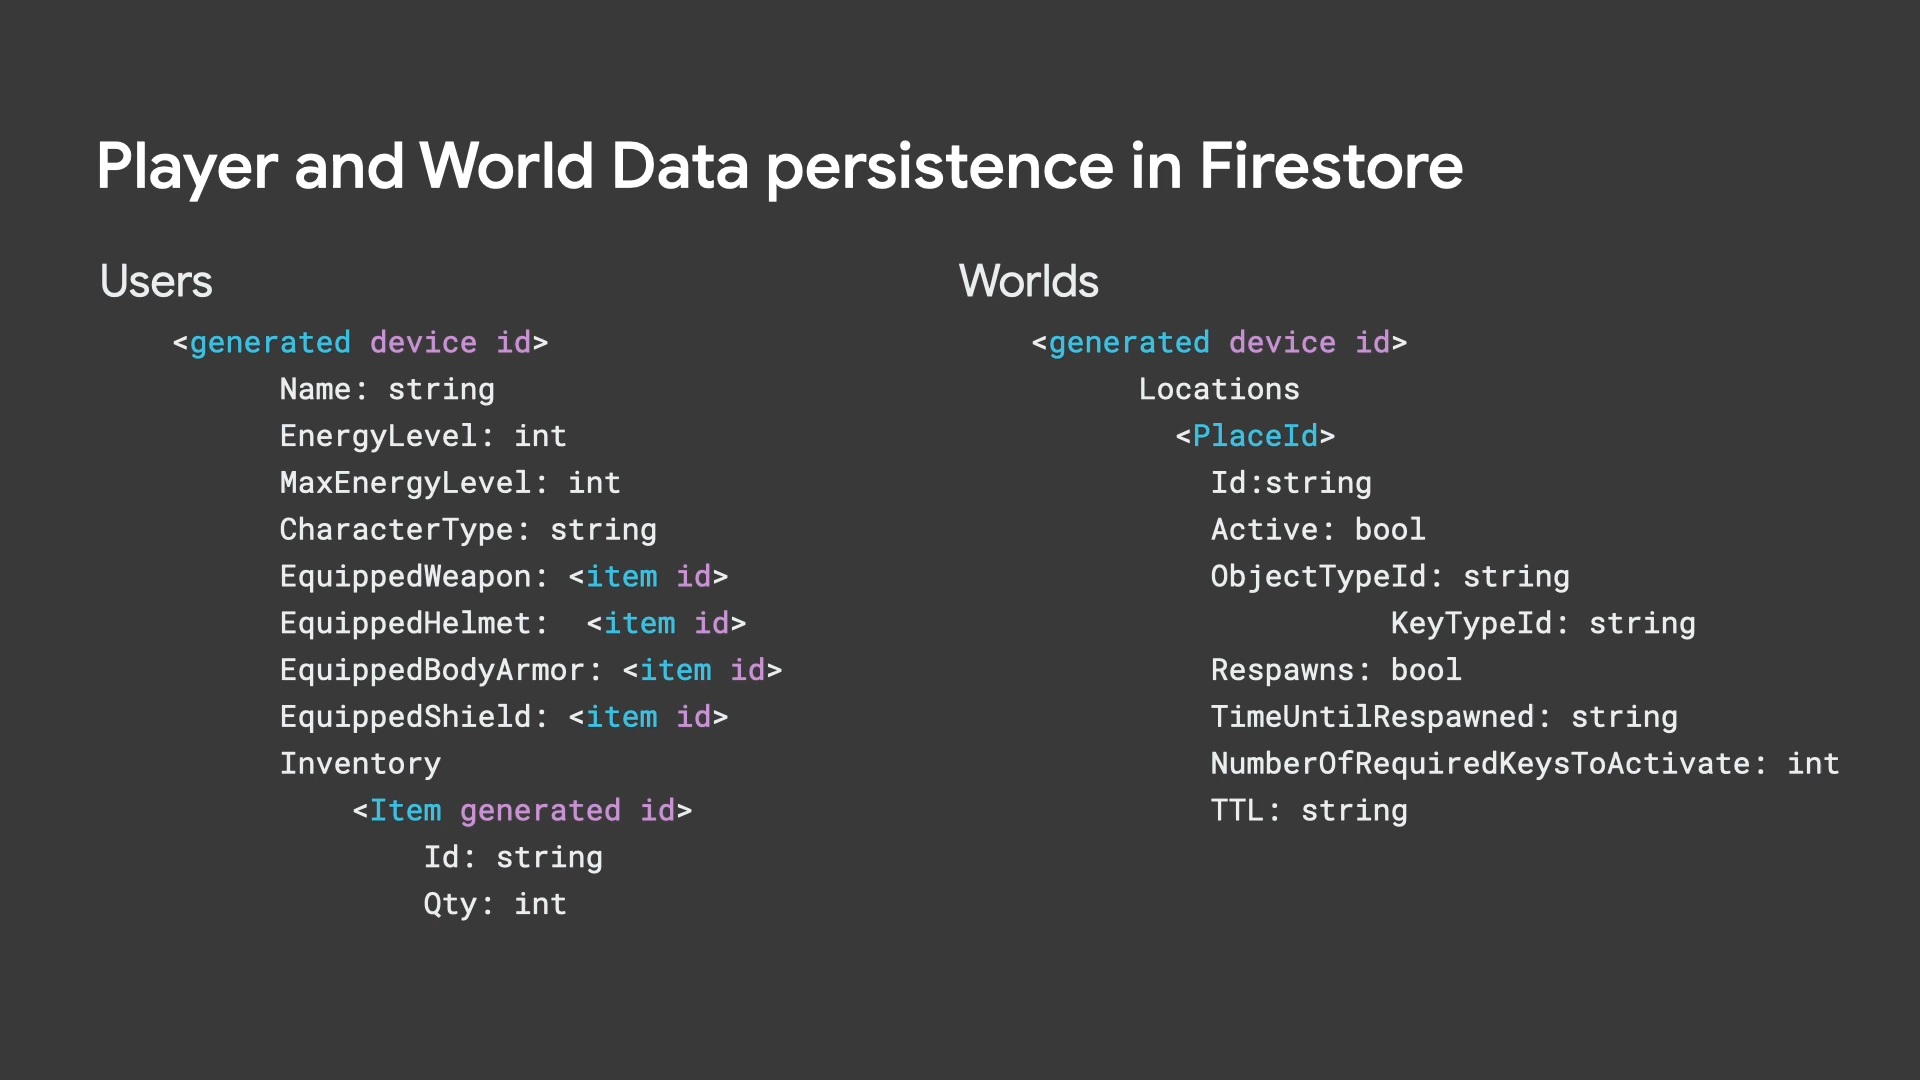 Player and World Data persistence in Firestore
Users
<generated device id>
Name: string
EnergyLevel: int
MaxEnergyLevel: int
CharacterType: string
EquippedWeapon: <item id>
EquippedHelmet:  <item id>
EquippedBodyArmor: <item id>
EquippedShield: <item id>
Inventory
<Item generated id>
Id: string
Qty: int
Worlds
<generated device id>
Locations
<PlaceId>
Id:string
Active: bool
ObjectTypeId: string
KeyTypeId: string
Respawns: bool
TimeUntilRespawned: string
NumberOfRequiredKeysToActivate: int
TTL: string